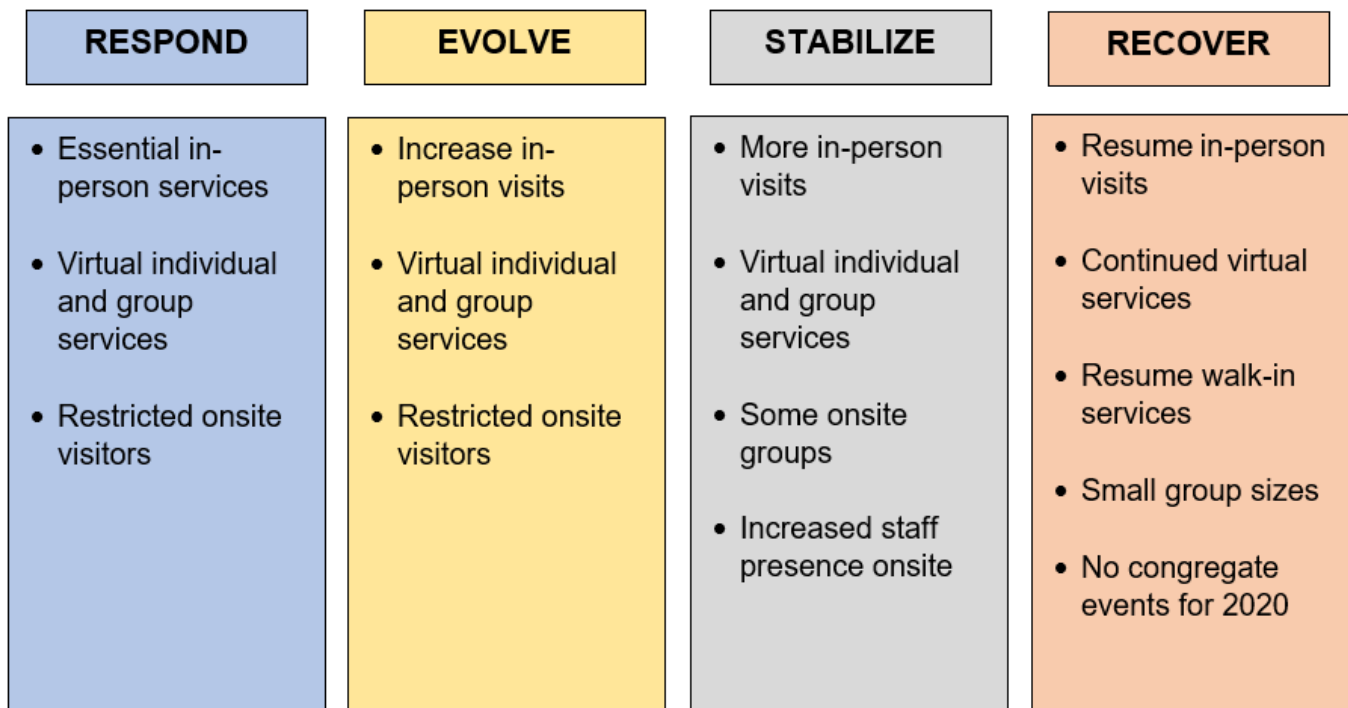 RESPOND
• Essential in-
person services
• Virtual individual
and group
services
• Restricted onsite
visitors
EVOLVE
• Increase in-
person visits
• Virtual individual
and group
services
• Restricted onsite
visitors
STABILIZE
• More in-person
visits
• Virtual individual
and group
services
• Some onsite
groups
• Increased staff
presence onsite
RECOVER
• Resume in-person
visits
• Continued virtual
services
• Resume walk-in
services
• Small group sizes
• No congregate
events for 2020